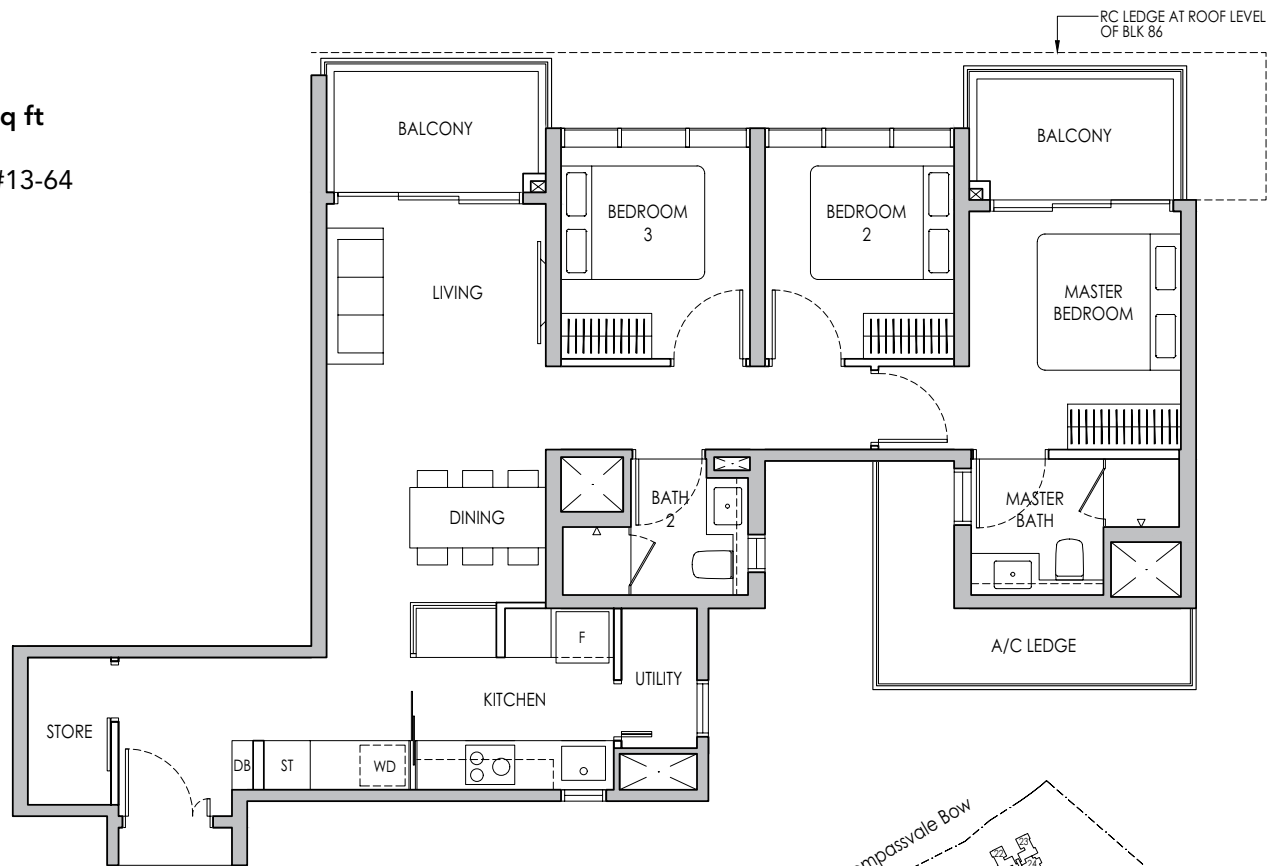 RC LEDGE AT ROOF LEVEL
OF BLK 86
sq ft
#13-64
BALCONY
BALCONY
BEDROOM
3
BEDROOM
2
LIVING
MASTER
BEDROOM
DINING
BATH
2
MASTER
BATH
F
A/C LEDGE
UTILITY
KITCHEN
STORE
DB
ST
WD
mpassvale Bow